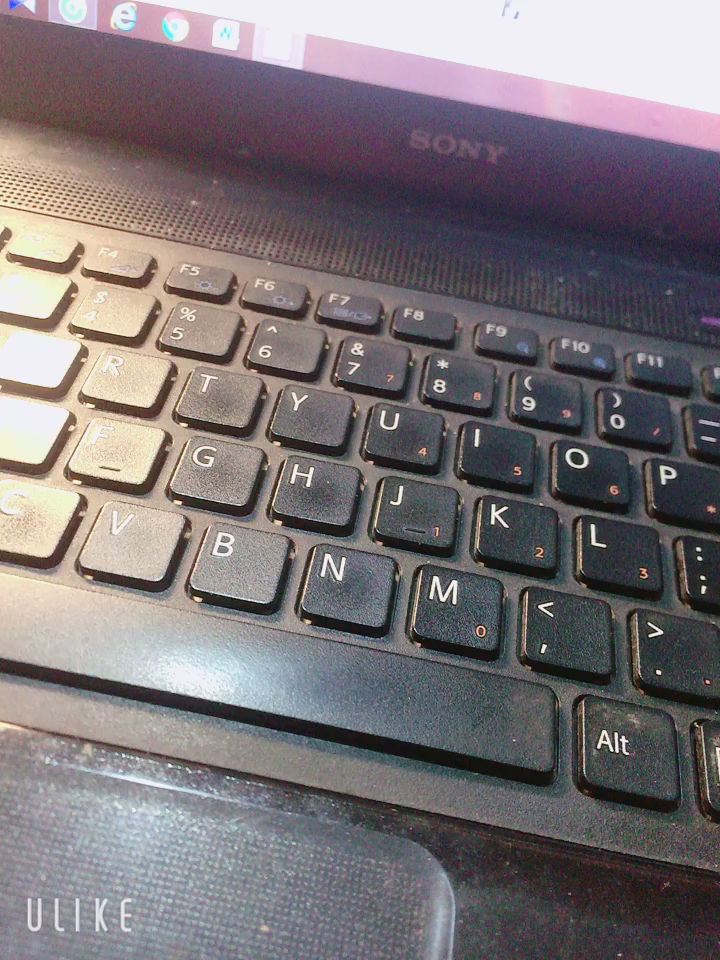 SONY
F4 F5 F6 F7 F8 F9 F10 F11
$ 4 % 5 ^ 6 & 7 7 * 8 8 ( 9 9 ) 0 / =
R T Y U 4 I 5 O 6 P *
F G H J 1 K 2 L 3 : ;
C V B N M 0 < , > . .
Alt
ULIKE